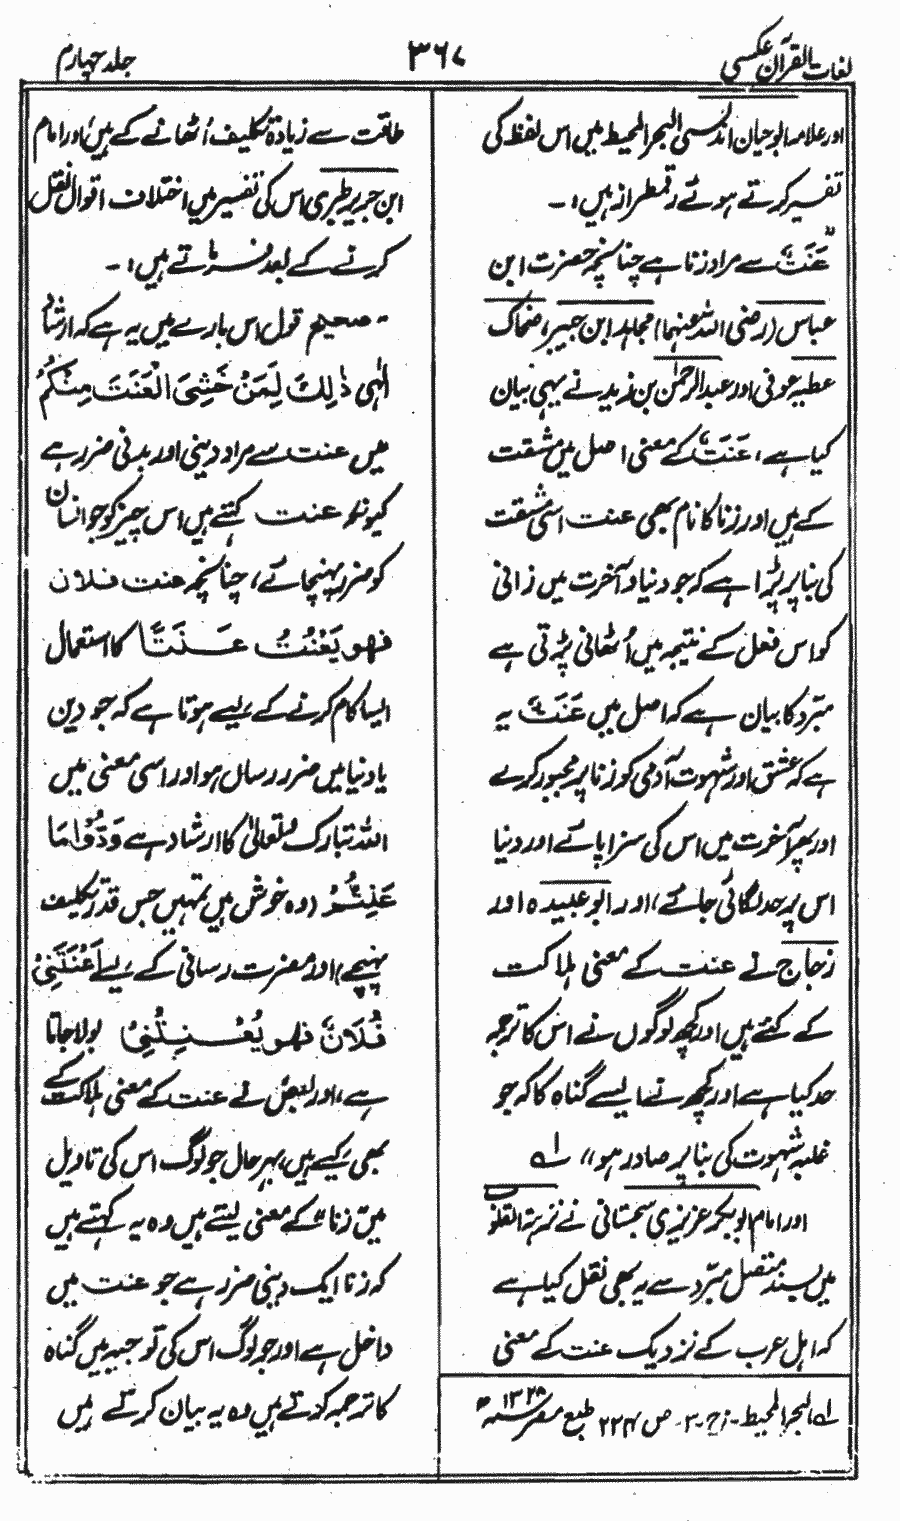 لغات القرآن عکسی
۳۶۷
جلد چہارم
اور علامہ ابو حیان اندلسی البحر المحیط میں اس لفظ کی
تفسیر کرتے ہوئے رقمطراز ہیں :۔
عَنَتَ سے مراد زنا ہے چنانچہ حضرت ابن
عباس (رضی اللہ عنہما) مجاہد ابن جبیر، ضحاک
عطیہ عوفی اور عبدالرحمٰن بن زید نے یہی بیان
کیا ہے ، عَنَتَ کے معنی اصل میں مشقت
کے ہیں اور زنا کا نام بھی عنت اسی مشقت
کی بنا پر پڑا ہے کہ جو دنیا و آخرت میں زانی
کو اس فعل کے نتیجہ میں اُٹھانی پڑتی ہے
مبرّد کا بیان ہے کہ اصل میں عَنَتَ یہ
ہے کہ عشق اور شہوت آدمی کو زنا پر مجبور کر دے
اور پھر آخرت میں اس کی سزا پائے اور دنیا
اس پر حد لگائی جائے، اور ابو عبیدہ اور
زجاج نے عنت کے معنی ہلاکت
کے کئے ہیں اور کچھ لوگوں نے اس کا ترجمہ
حد کیا ہے اور کچھ نے ایسے گناہ کا کہ جو
غلبہ شہوت کی بنا پر صادر ہو" لہ
اور امام ابوبکر عزیزی سجستانی نے نزہۃ القلوب
میں بسند متصل مبرّد سے یہ بھی نقل کیا ہے
کہ اہل عرب کے نزدیک عنت کے معنی
لہ البحر المحیط ۔ ج ۔ ۳ ۔ ص ۲۲۴ طبع مصر ۱۳۲۸ھ
طاقت سے زیادہ تکلیف اُٹھانے کے ہیں، اور امام
ابن جریر طبری اس کی تفسیر میں اختلاف اقوال نقل
کرنے کے بعد فرماتے ہیں :۔
۔ صحیح قول اس بارے میں یہ ہے کہ ارشاد
الٰہی ذٰلِكَ لِمَنْ خَشِیَ الْعَنَتَ مِنْكُمْ
میں عنت سے مراد دینی اور بدنی ضرر ہے
کیونکہ عنت کہتے ہیں اس چیز کو جو انسان
کو ضرر پہنچائے، چنانچہ عنت فلان
فھو یَعْنَتُ عَنَتًا کا استعمال
ایسا کام کرنے کے لیے ہوتا ہے کہ جو دین
یا دنیا میں ضرر رساں ہو اور اسی معنی میں
اللہ تبارک و تعالیٰ کا ارشاد ہے وَدُّوْا مَا
عَنِتُّمْ (وہ خوش ہیں تمہیں جس قدر تکلیف
پہنچے) اور مضرت رسانی کے لیے اَعْنَتَنِیْ
فُلَانٌ فھو یُعْنِتُنِیْ بولا جاتا
ہے، اور بعض نے عنت کے معنی ہلاکت کے
بھی کیے ہیں، بہر حال جو لوگ اس کی تاویل
میں زنا کے معنی لیتے ہیں وہ یہ کہتے ہیں
کہ زنا ایک دینی ضرر ہے جو عنت میں
داخل ہے اور جو لوگ اس کی توجیہ میں گناہ
کا ترجمہ کرتے ہیں وہ یہ بیان کرتے ہیں